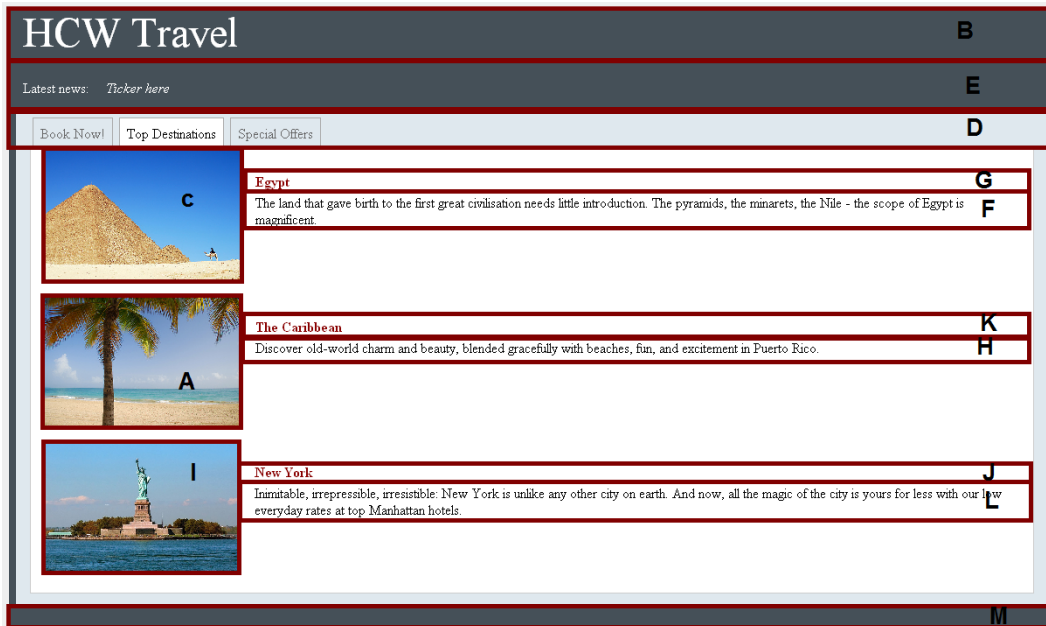 HCW Travel
B
Latest news: Ticker here
E
Book Now! Top Destinations Special Offers
D
C
Egypt
G
The land that gave birth to the first great civilisation needs little introduction. The pyramids, the minarets, the Nile - the scope of Egypt is
magnificent.
F
A
The Caribbean
K
Discover old-world charm and beauty, blended gracefully with beaches, fun, and excitement in Puerto Rico.
H
I
New York
J
Inimitable, irrepressible, irresistible: New York is unlike any other city on earth. And now, all the magic of the city is yours for less with our low
everyday rates at top Manhattan hotels.
L
M